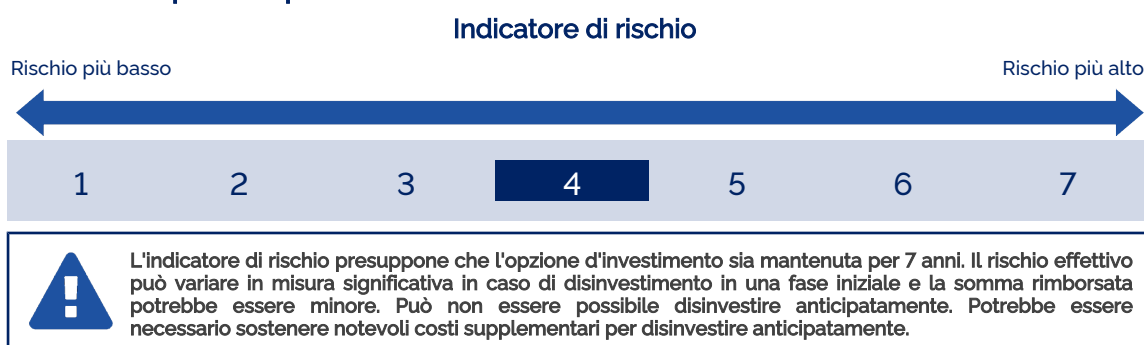 Indicatore di rischio
Rischio più basso
Rischio più alto
1 2 3 4 5 6 7
L'indicatore di rischio presuppone che l'opzione d'investimento sia mantenuta per 7 anni. Il rischio effettivo
può variare in misura significativa in caso di disinvestimento in una fase iniziale e la somma rimborsata
potrebbe essere minore. Può non essere possibile disinvestire anticipatamente. Potrebbe essere
necessario sostenere notevoli costi supplementari per disinvestire anticipatamente.